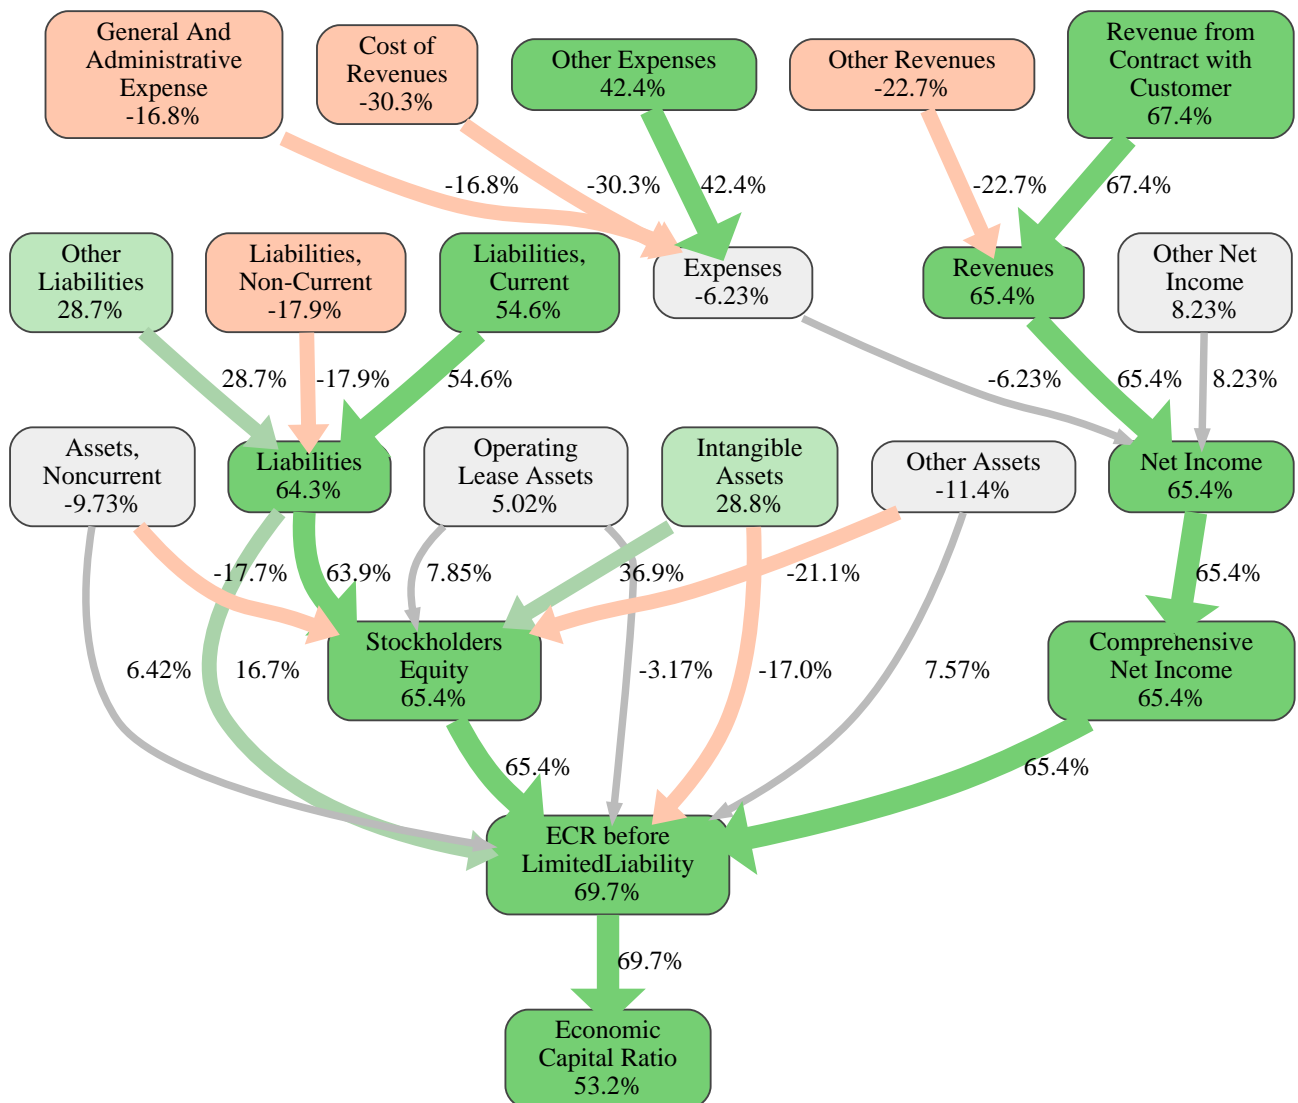 General And
Administrative
Expense
-16.8%
Cost of
Revenues
-30.3%
Other Expenses
42.4%
Other Revenues
-22.7%
Revenue from
Contract with
Customer
67.4%
-16.8%
-30.3%
42.4%
-22.7%
67.4%
Other
Liabilities
28.7%
Liabilities,
Non-Current
-17.9%
Liabilities,
Current
54.6%
Expenses
-6.23%
Revenues
65.4%
Other Net
Income
8.23%
28.7%
-17.9%
54.6%
-6.23%
65.4%
8.23%
Assets,
Noncurrent
-9.73%
Liabilities
64.3%
Operating
Lease Assets
5.02%
Intangible
Assets
28.8%
Other Assets
-11.4%
Net Income
65.4%
-17.7%
63.9%
7.85%
36.9%
-21.1%
65.4%
Stockholders
Equity
65.4%
Comprehensive
Net Income
65.4%
6.42%
16.7%
-3.17%
-17.0%
7.57%
65.4%
65.4%
ECR before
LimitedLiability
69.7%
69.7%
Economic
Capital Ratio
53.2%